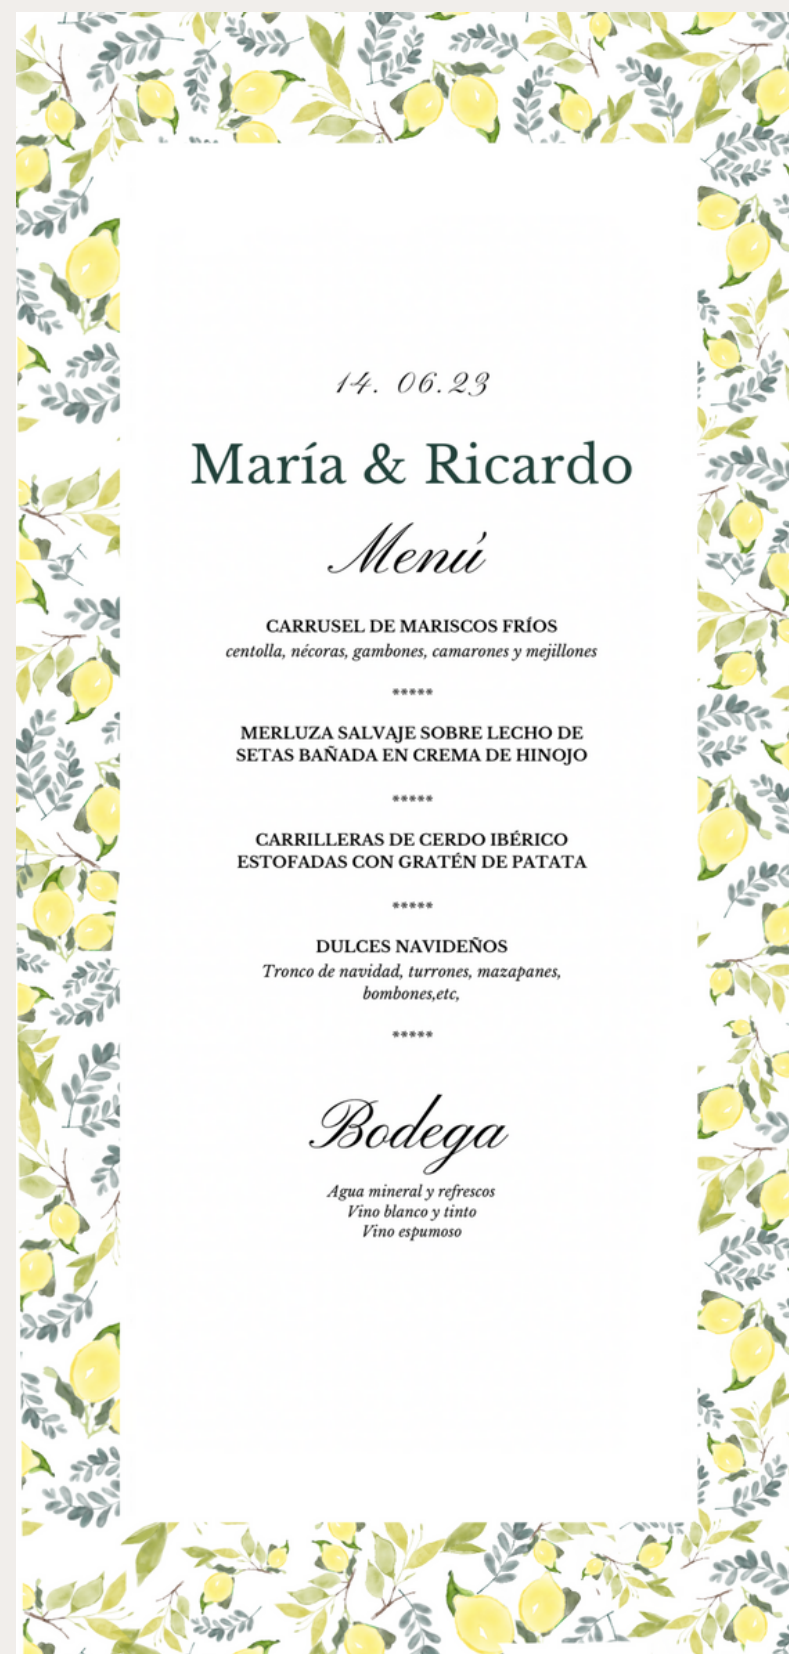 14. 06.23
María & Ricardo
Menú
CARRUSEL DE MARISCOS FRÍOS
centolla, nécoras, gambones, camarones y mejillones
*****
MERLUZA SALVAJE SOBRE LECHO DE
SETAS BAÑADA EN CREMA DE HINOJO
*****
CARRILLERAS DE CERDO IBÉRICO
ESTOFADAS CON GRATÉN DE PATATA
*****
DULCES NAVIDEÑOS
Tronco de navidad, turrones, mazapanes,
bombones,etc,
*****
Bodega
Agua mineral y refrescos
Vino blanco y tinto
Vino espumoso